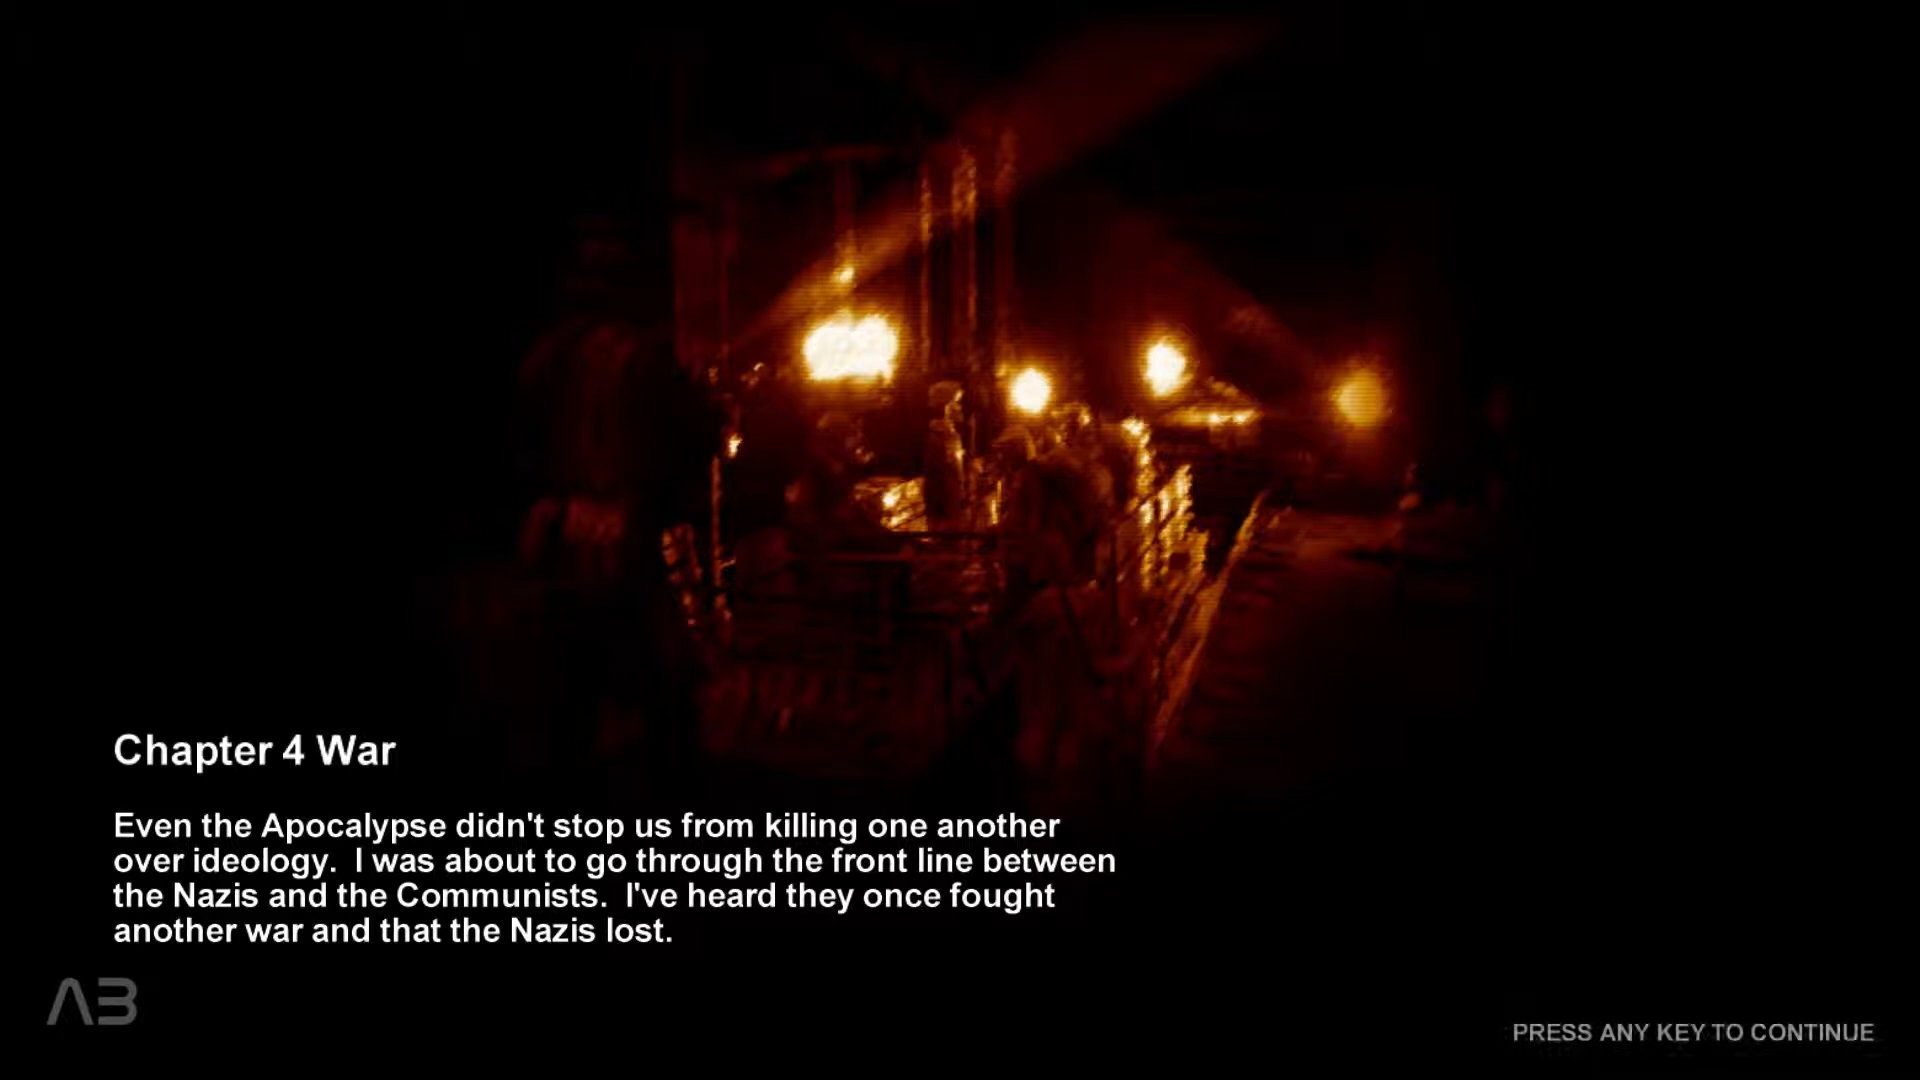 Chapter 4 War
Even the Apocalypse didn't stop us from killing one another
over ideology.  I was about to go through the front line between
the Nazis and the Communists.  I've heard they once fought
another war and that the Nazis lost.
AB
PRESS ANY KEY TO CONTINUE